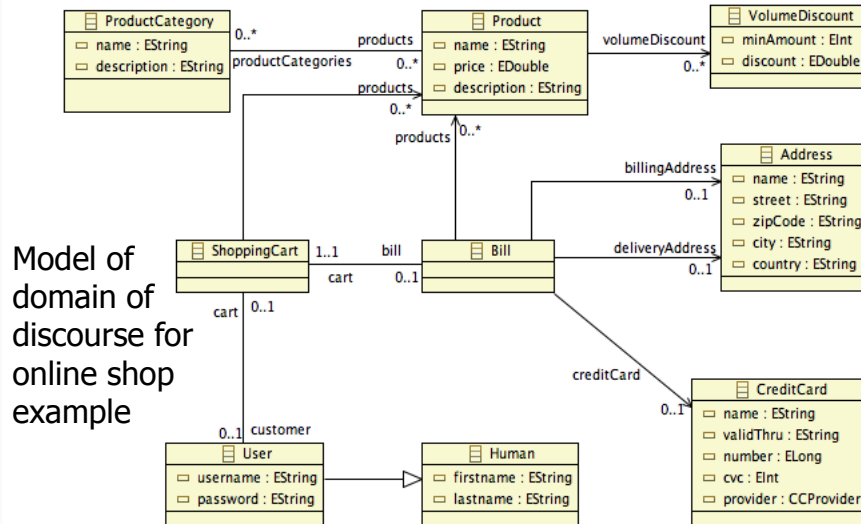 ProductCategory
name : EString
description : EString
0..*
productCategories
products
0..*
Product
name : EString
price : EDouble
description : EString
volumeDiscount
0..*
VolumeDiscount
minAmount : EInt
discount : EDouble
products
0..*
products
0..*
billingAddress
0..1
deliveryAddress
0..1
Address
name : EString
street : EString
zipCode : EString
city : EString
country : EString
Model of
domain of
discourse for
online shop
example
ShoppingCart
1..1
cart
bill
0..1
Bill
cart
0..1
creditCard
0..1
CreditCard
name : EString
validThru : EString
number : ELong
cvc : EInt
provider : CCProvider
0..1
customer
User
username : EString
password : EString
Human
firstname : EString
lastname : EString